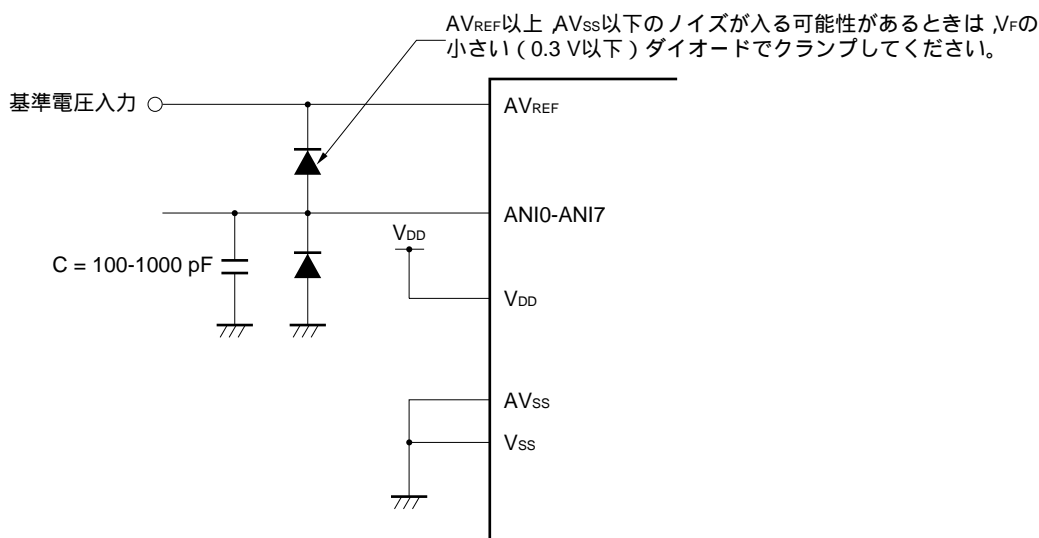 AVREF以上，AVSS以下のノイズが入る可能性があるときは，VFの
小さい（0.3 V以下）ダイオードでクランプしてください。
基準電圧入力
AVREF
ANI0-ANI7
VDD
C = 100-1000 pF
VDD
AVSS
VSS